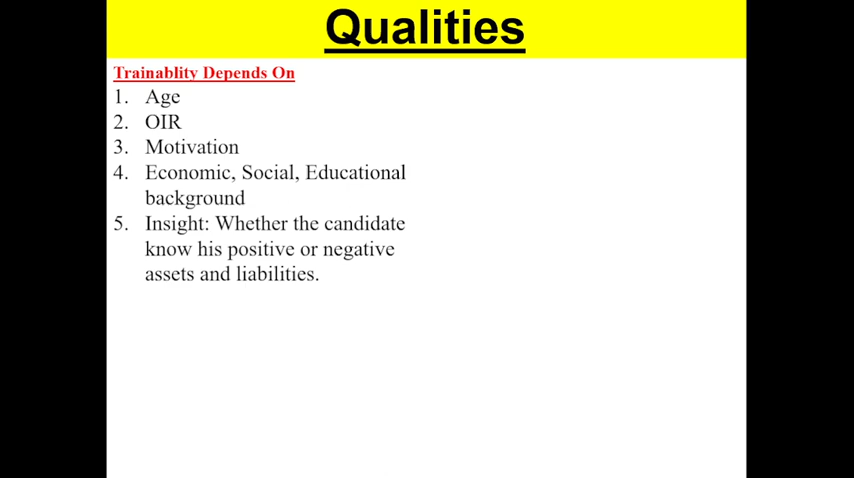 Qualities
Trainablity Depends On
1. Age
2. OIR
3. Motivation
4. Economic, Social, Educational
background
5. Insight: Whether the candidate
know his positive or negative
assets and liabilities.